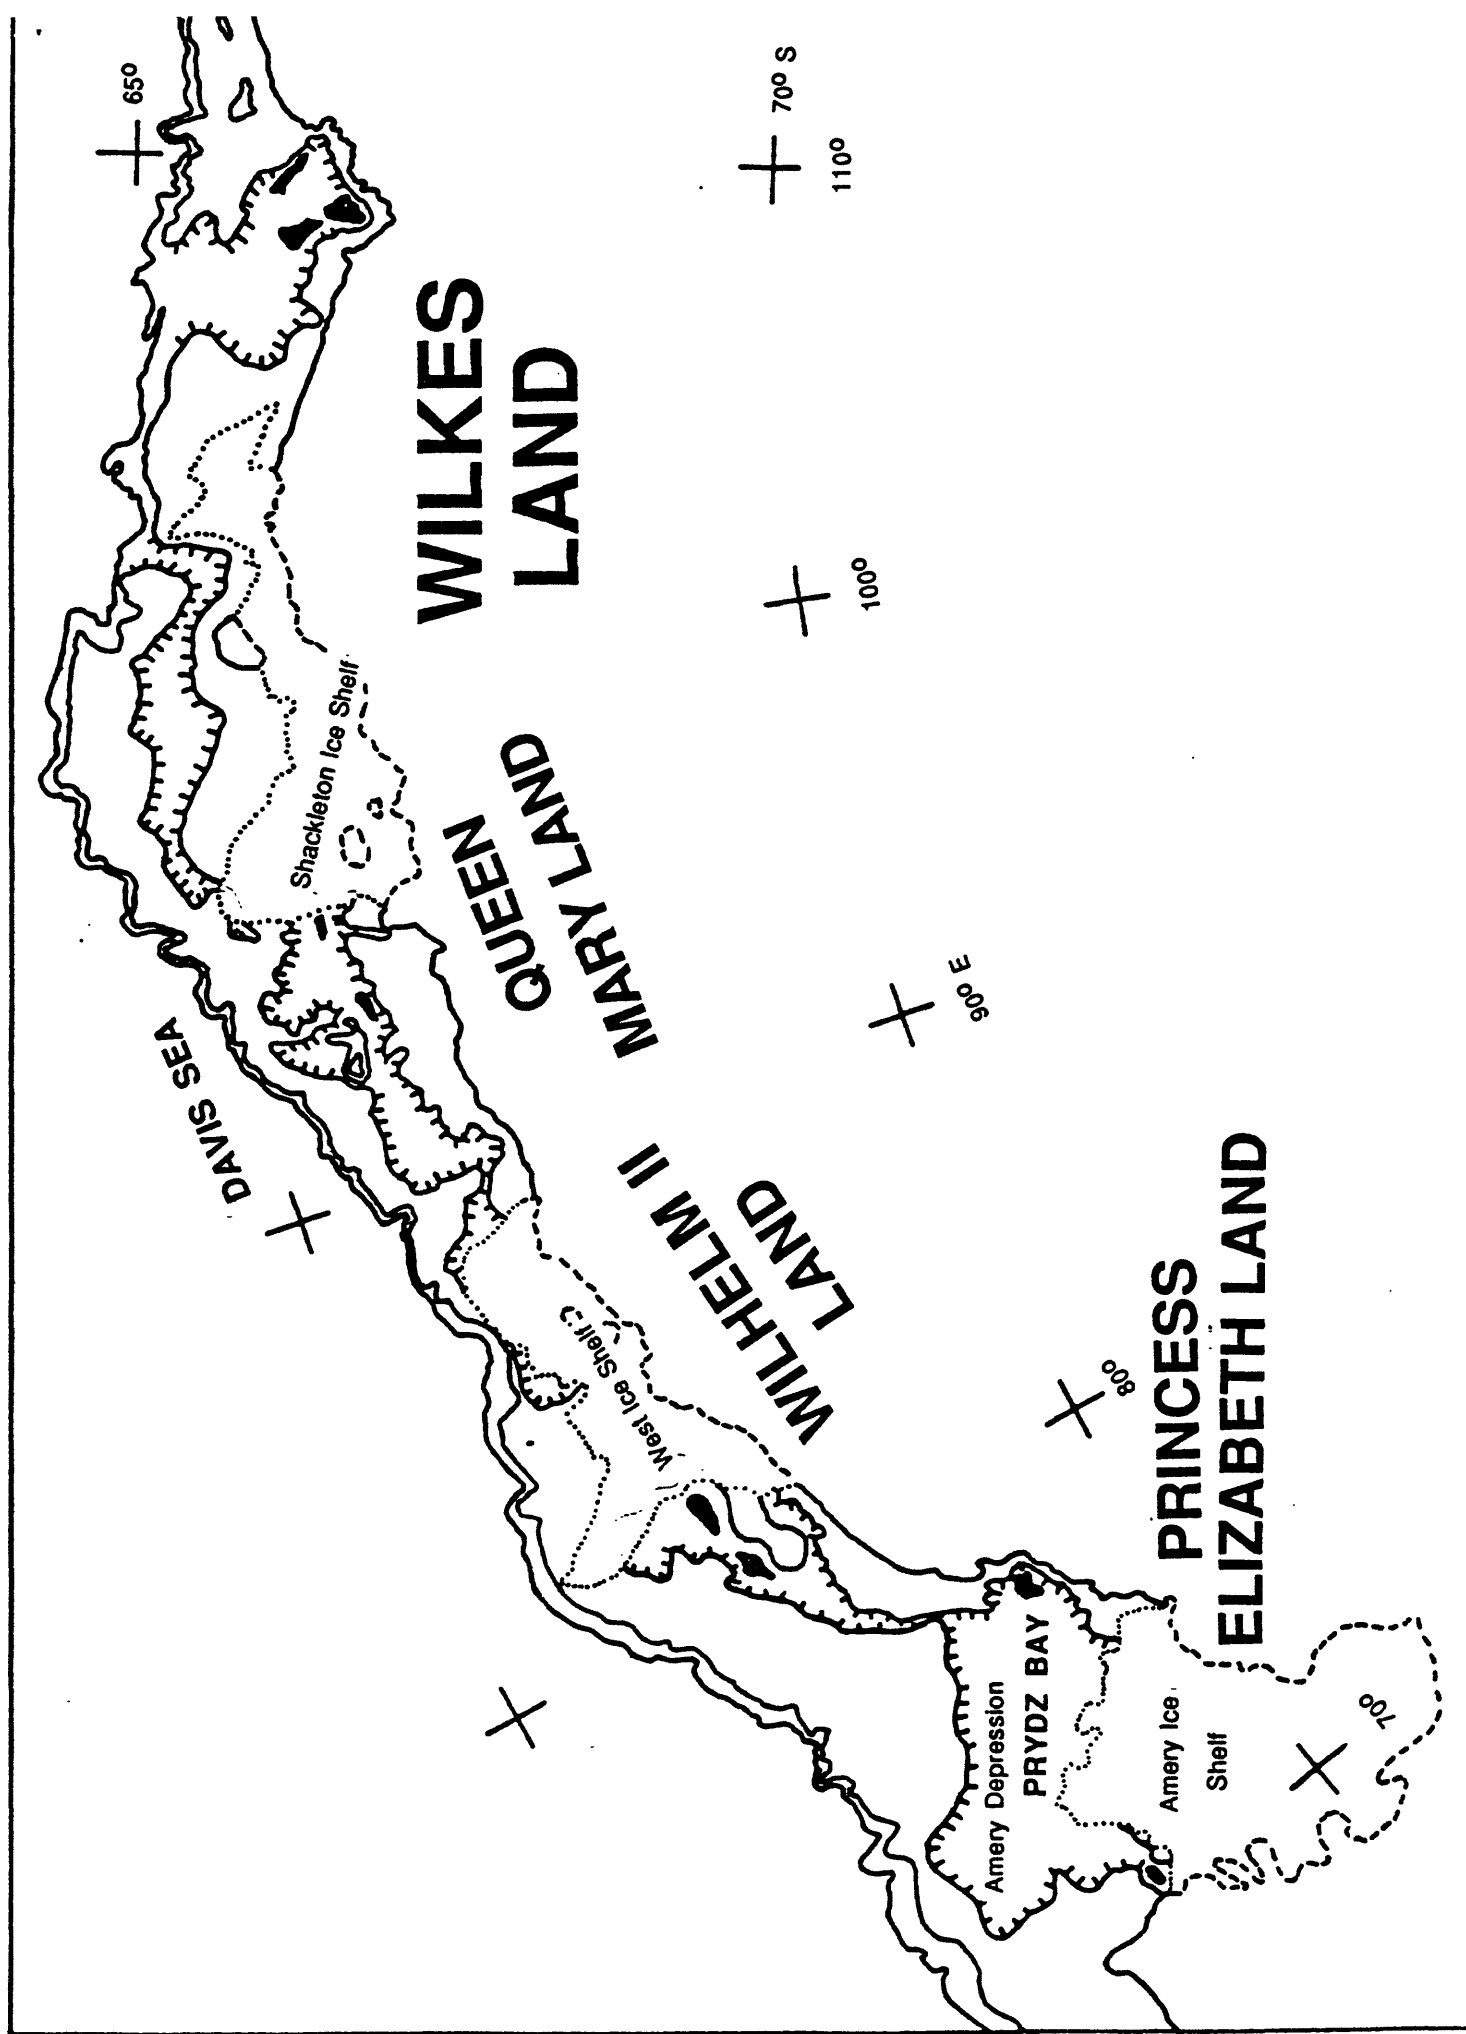 65º
70º S
110º
WILKES
LAND
100º
Shackleton Ice Shelf
QUEEN
MARY LAND
90º E
DAVIS SEA
WILHELM II
LAND
West Ice Shelf
80º
PRINCESS
ELIZABETH LAND
Amery Depression
PRYDZ BAY
Amery Ice
Shelf
70º